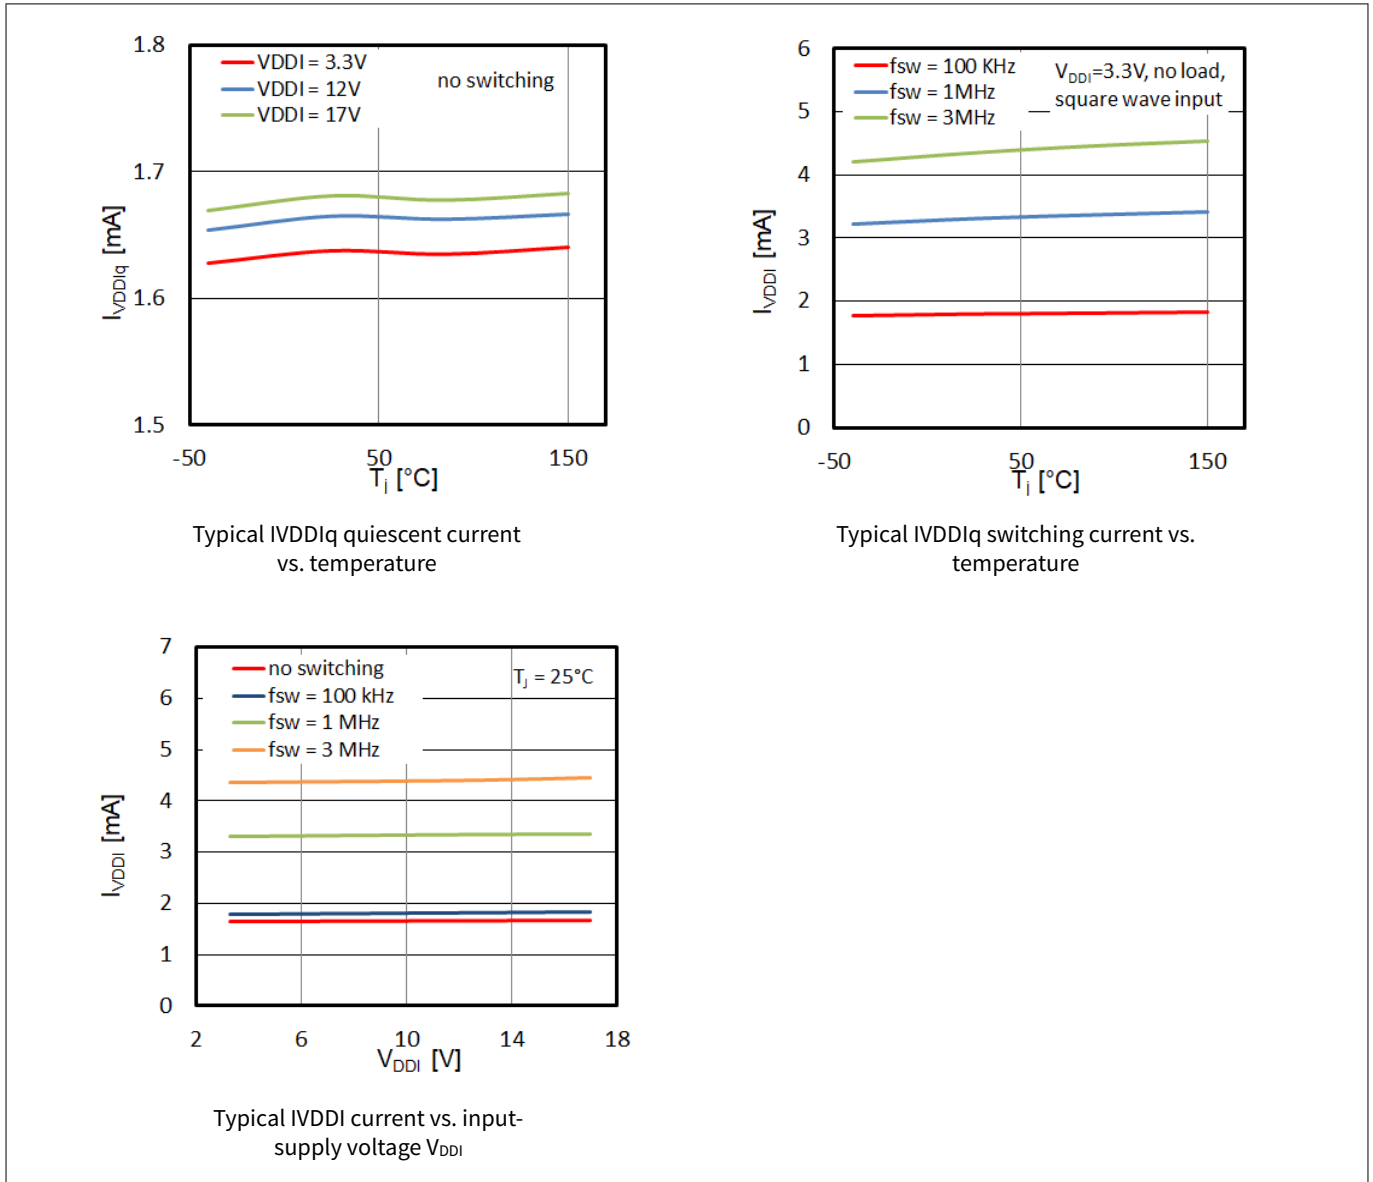 1.8
1.7
1.6
1.5
-50
50
150
VDDI = 3.3V
VDDI = 12V
VDDI = 17V
no switching
IVDDIq [mA]
Tj [°C]
Typical IVDDIq quiescent current
vs. temperature
6
5
4
3
2
1
0
-50
50
150
fsw = 100 KHz
fsw = 1MHz
fsw = 3MHz
VDDI=3.3V, no load,
square wave input
IVDDI [mA]
Tj [°C]
Typical IVDDIq switching current vs.
temperature
7
6
5
4
3
2
1
0
2
6
10
14
18
no switching
fsw = 100 kHz
fsw = 1 MHz
fsw = 3 MHz
TJ = 25°C
IVDDI [mA]
VDDI [V]
Typical IVDDI current vs. input-
supply voltage VDDI